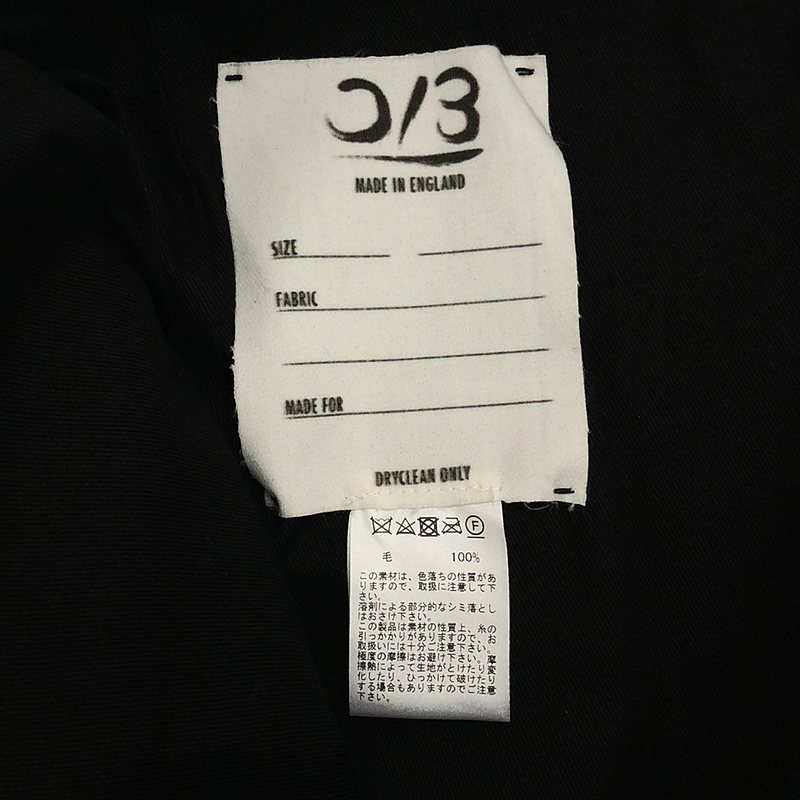 O/3
MADE IN ENGLAND
SIZE
FABRIC
MADE FOR
DRYCLEAN ONLY
F
毛 100%
この素材は、色落ちの性質があ
りますので、取扱に注意して下
さい。
溶剤による部分的なシミ落とし
はおさけ下さい。
この製品は素材の性質上、糸の
引っかかりがありますので、お
取扱いには十分ご注意下さい。
極度の摩擦はお避け下さい。摩
擦熱によって生地がとけたり変
化したり、ひっかけて破けたり
する場合もありますのでご注意
下さい。